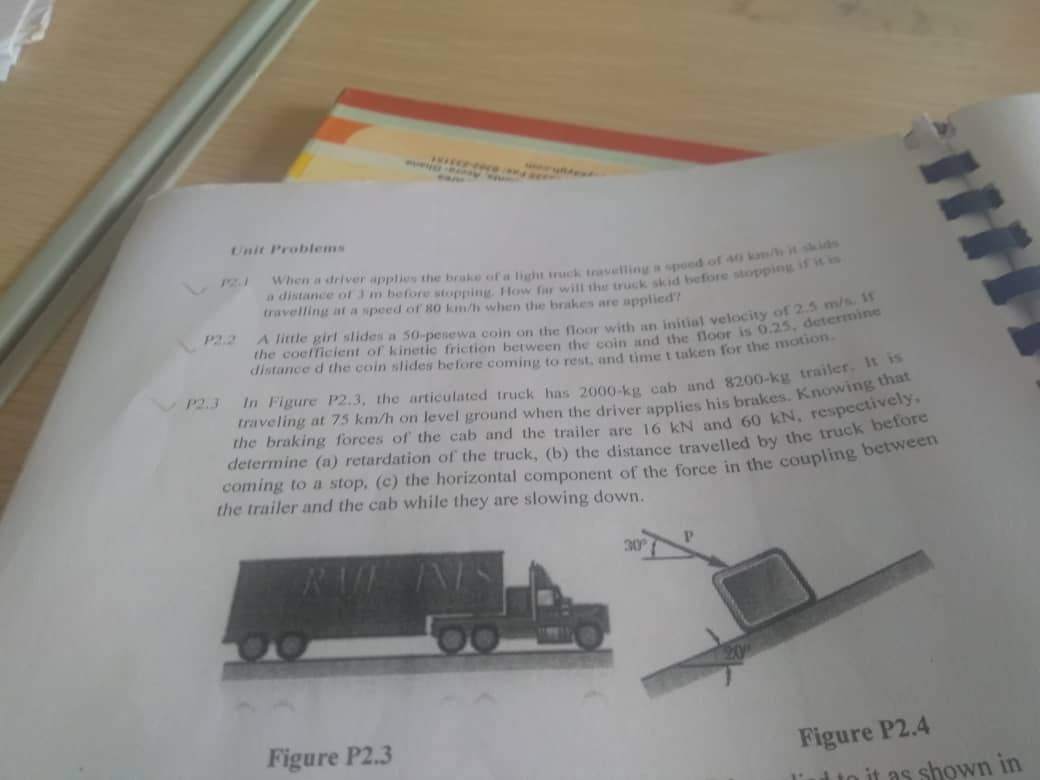 Unit Problems
P2.1 When a driver applies the brake of a light truck travelling a speed of 40 km/h it skids
a distance of 3 m before stopping. How far will the truck skid before stopping if it is
travelling at a speed of 80 km/h when the brakes are applied?
P2.2 A little girl slides a 50-pesewa coin on the floor with an initial velocity of 2.5 m/s. If
the coefficient of kinetic friction between the coin and the floor is 0.25, determine
distance d the coin slides before coming to rest, and time t taken for the motion.
P2.3 In Figure P2.3, the articulated truck has 2000-kg cab and 8200-kg trailer. It is
traveling at 75 km/h on level ground when the driver applies his brakes. Knowing that
the braking forces of the cab and the trailer are 16 kN and 60 kN, respectively,
determine (a) retardation of the truck, (b) the distance travelled by the truck before
coming to a stop, (c) the horizontal component of the force in the coupling between
the trailer and the cab while they are slowing down.
30° P
20°
Figure P2.3
Figure P2.4
to it as shown in